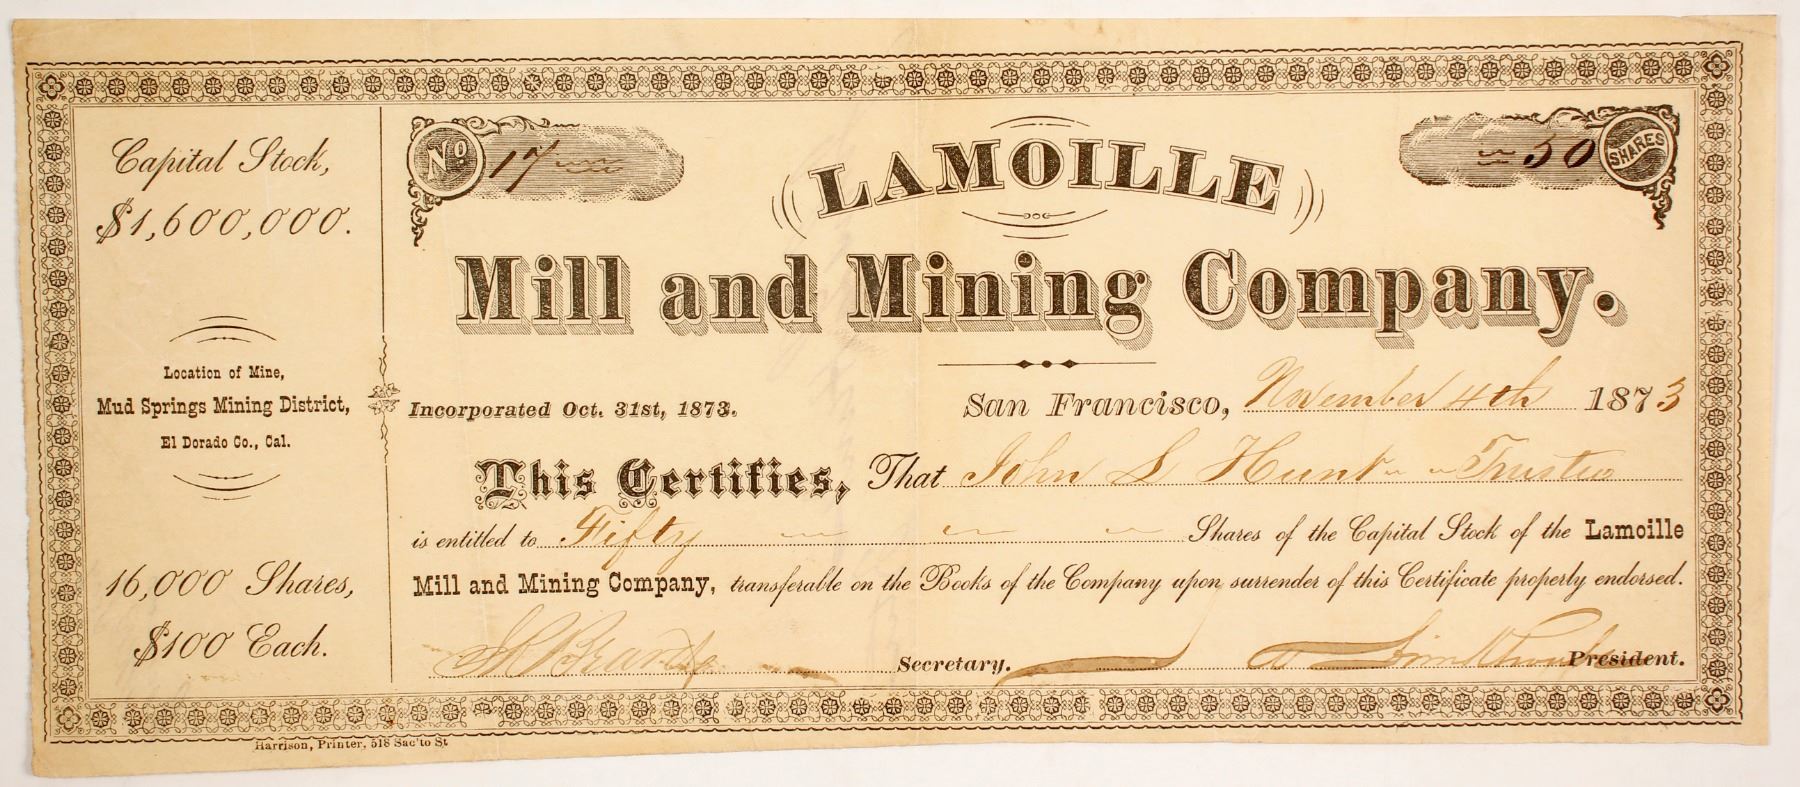 Capital Stock,
$1,600,000.
Location of Mine,
Mud Springs Mining District,
El Dorado Co., Cal.
16,000 Shares,
$100 Each.
No 17
50 SHARES
LAMOILLE
Mill and Mining Company.
Incorporated Oct. 31st, 1873.
San Francisco, November 4th 1873
This Certifies, That John S Hunt Trustee
is entitled to Fifty Shares of the Capital Stock of the Lamoille
Mill and Mining Company, transferable on the Books of the Company upon surrender of this Certificate properly endorsed.
Secretary. President.
Harrison, Printer, 518 Sac'to St